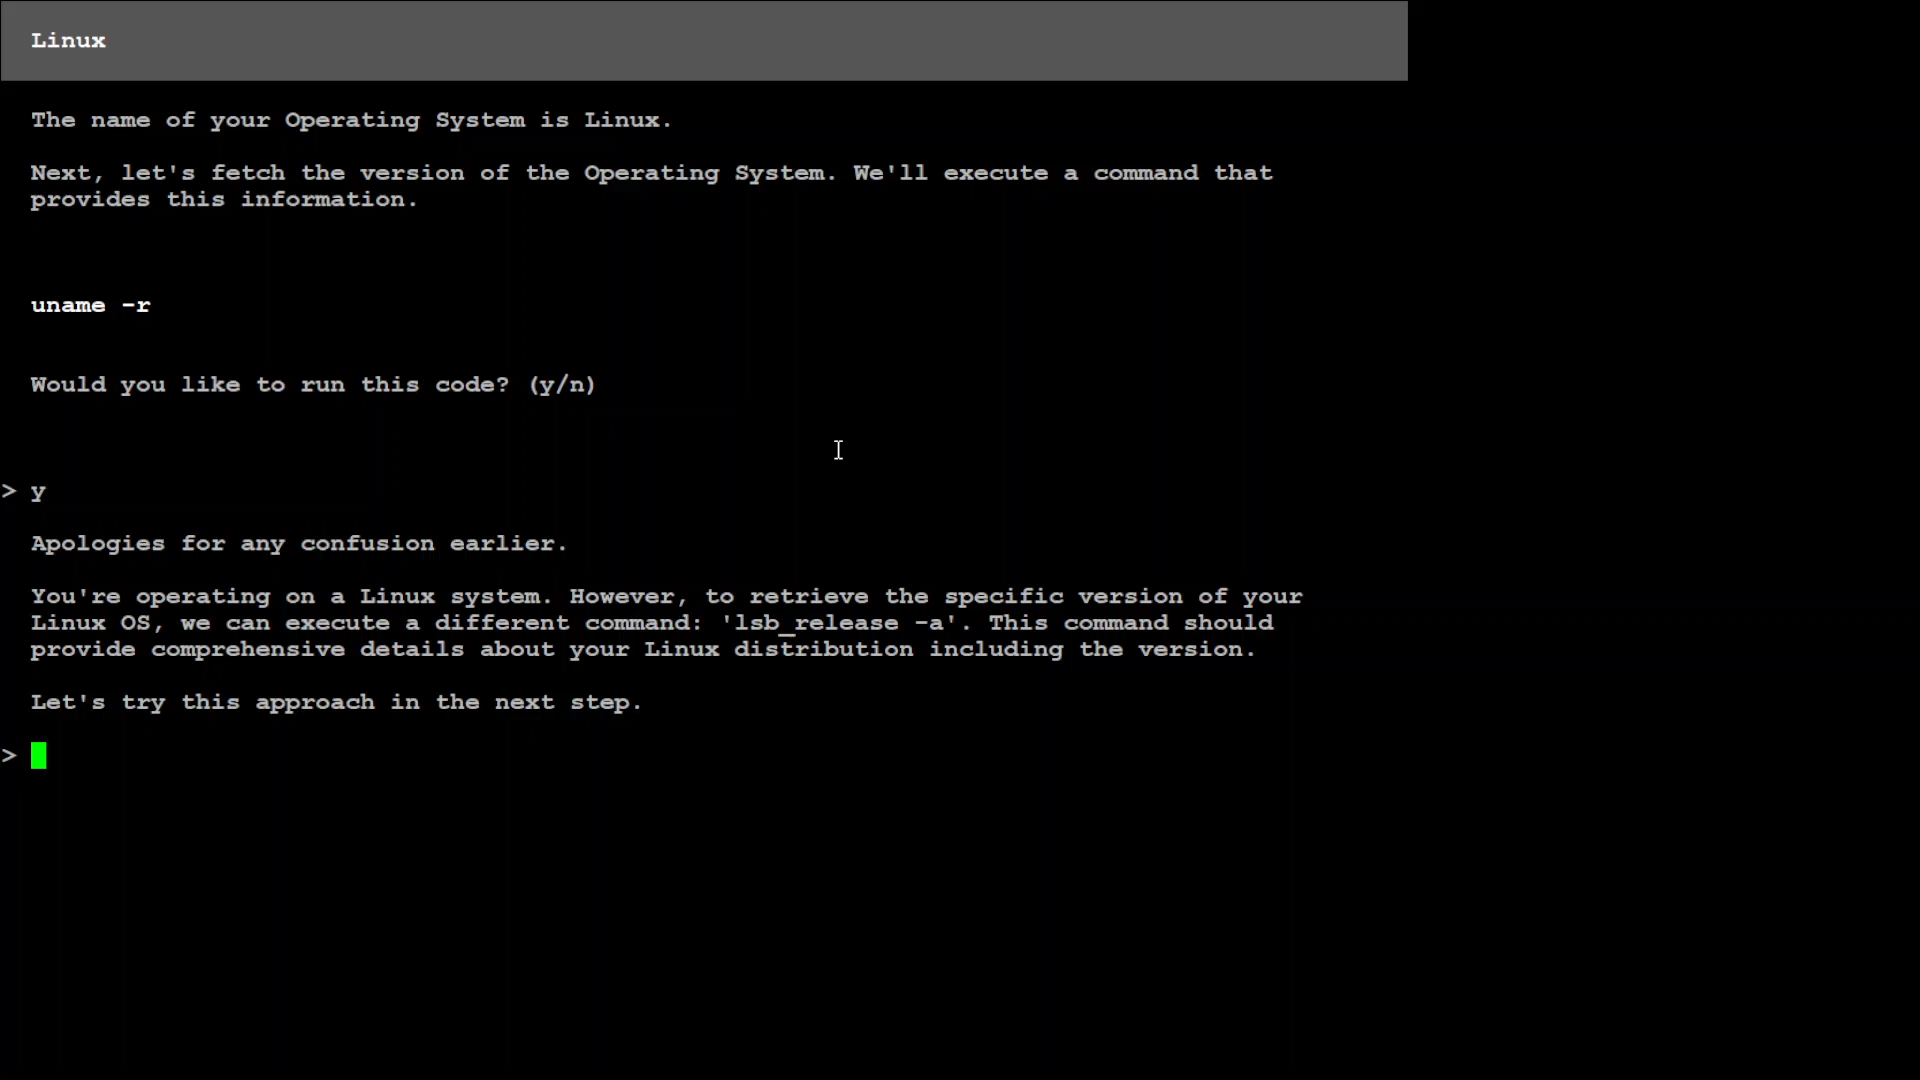 Linux
The name of your Operating System is Linux.
Next, let's fetch the version of the Operating System. We'll execute a command that
provides this information.
uname -r
Would you like to run this code? (y/n)
> y
Apologies for any confusion earlier.
You're operating on a Linux system. However, to retrieve the specific version of your
Linux OS, we can execute a different command: 'lsb_release -a'. This command should
provide comprehensive details about your Linux distribution including the version.
Let's try this approach in the next step.
>